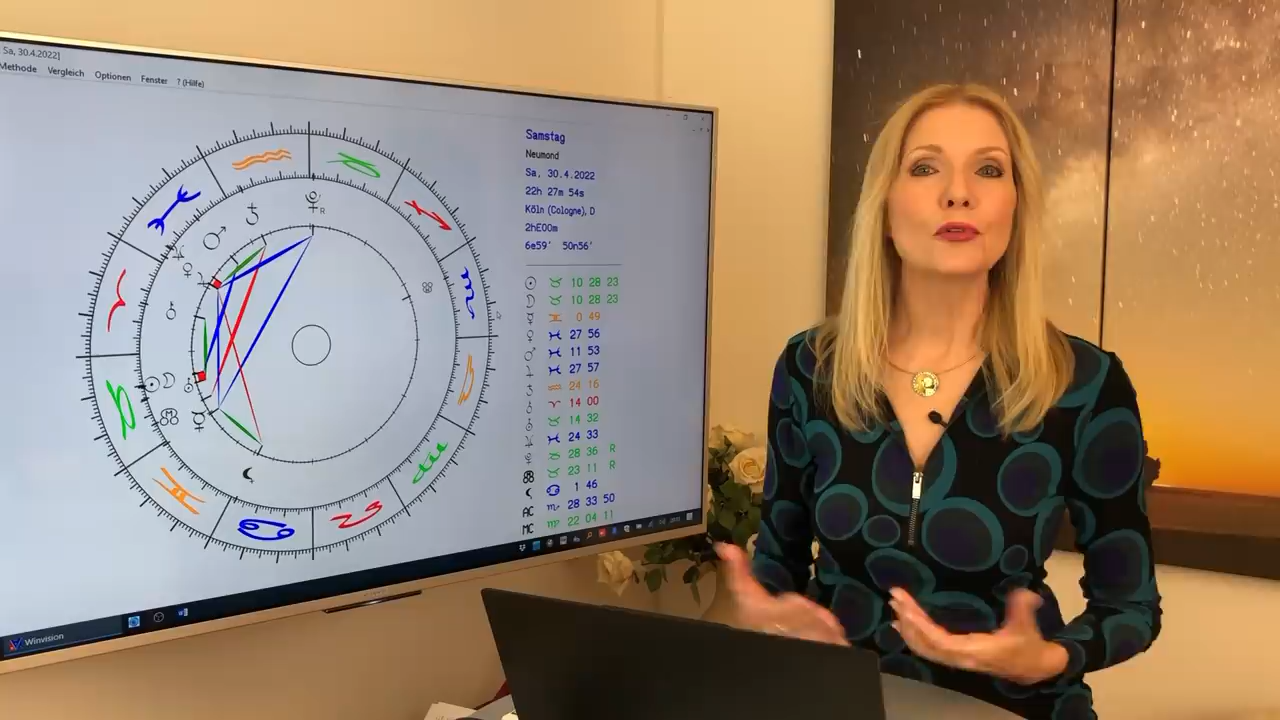 Sa, 30.4.2022]
Methode Vergleich Optionen Fenster ? (Hilfe)
Samstag
Neumond
Sa, 30.4.2022
22h 27m 54s
Köln (Cologne), D
2hE00m
6e59' 50n56'
10 28 23
10 28 23
0 49
27 56
11 53
27 57
24 16
14 00
14 32
24 33
28 36 R
23 11 R
1 46
AC 28 33 50
MC 22 04 11
R
Winvision